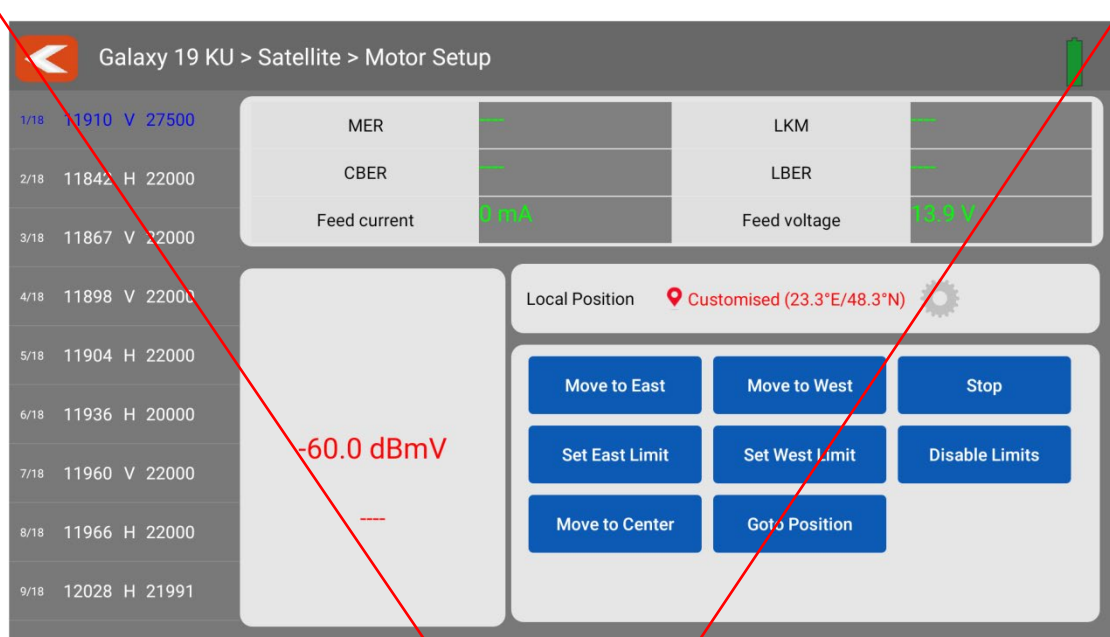 Galaxy 19 KU > Satellite > Motor Setup
1/18 11910 V 27500
2/18 11842 H 22000
3/18 11867 V 22000
4/18 11898 V 22000
5/18 11904 H 22000
6/18 11936 H 20000
7/18 11960 V 22000
8/18 11966 H 22000
9/18 12028 H 21991
MER ---- LKM ----
CBER ---- LBER ----
Feed current 0 mA Feed voltage 13.9 V
-60.0 dBmV
----
Local Position Customised (23.3°E/48.3°N)
Move to East Move to West Stop
Set East Limit Set West Limit Disable Limits
Move to Center Goto Position